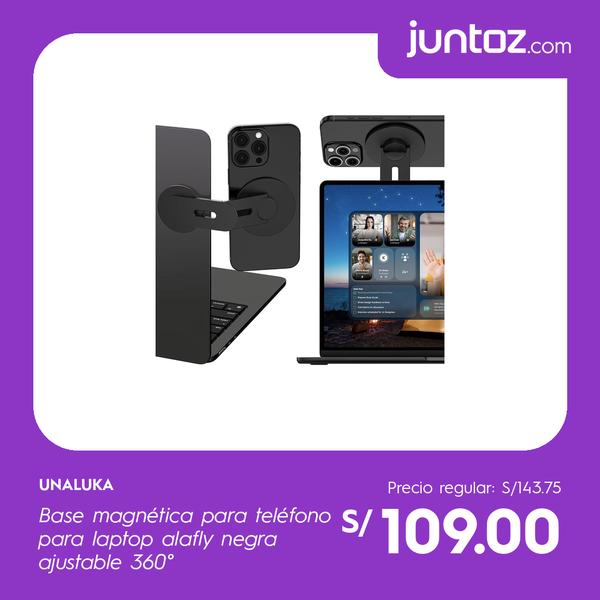 juntoz.com
UNALUKA
Base magnética para teléfono
para laptop alafly negra
ajustable 360°
Precio regular: S/143.75
S/109.00